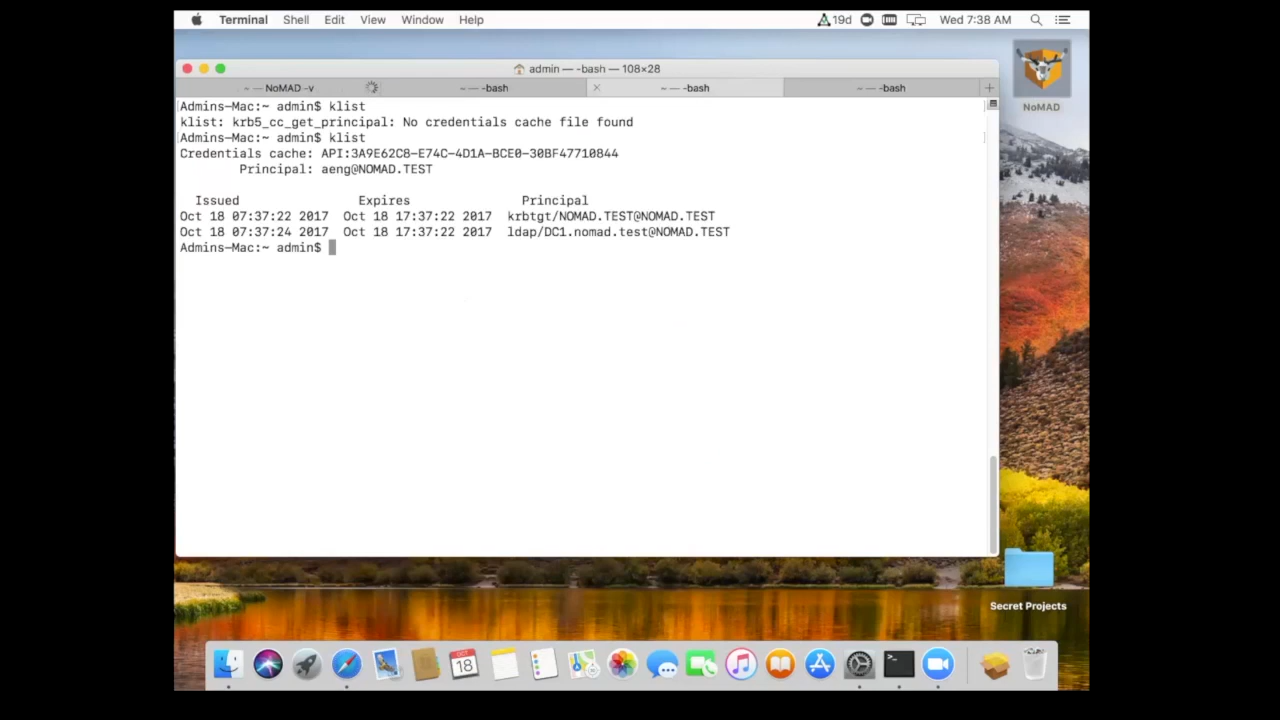 Terminal Shell Edit View Window Help 19d Wed 7:38 AM
admin — -bash — 108×28
~ — NoMAD -v ~ — -bash ~ — -bash ~ — -bash
Admins-Mac:~ admin$ klist
klist: krb5_cc_get_principal: No credentials cache file found
Admins-Mac:~ admin$ klist
Credentials cache: API:3A9E62C8-E74C-4D1A-BCE0-30BF47710844
Principal: aeng@NOMAD.TEST
Issued Expires Principal
Oct 18 07:37:22 2017 Oct 18 17:37:22 2017 krbtgt/NOMAD.TEST@NOMAD.TEST
Oct 18 07:37:24 2017 Oct 18 17:37:22 2017 ldap/DC1.nomad.test@NOMAD.TEST
Admins-Mac:~ admin$
NoMAD
Secret Projects
OCT
18